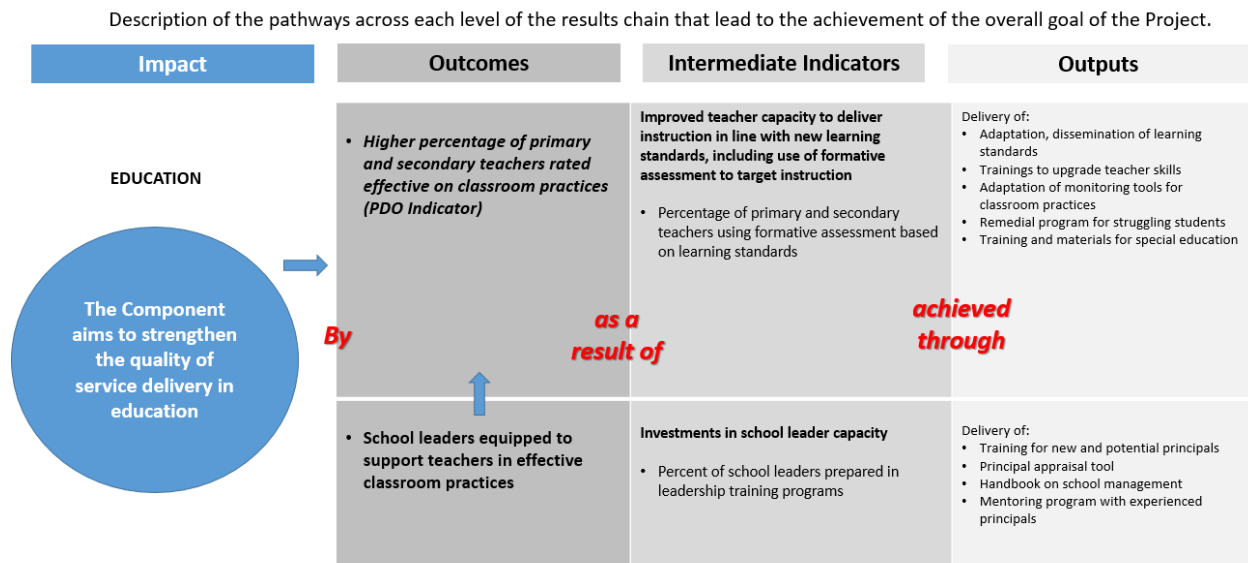 Description of the pathways across each level of the results chain that lead to the achievement of the overall goal of the Project.
Impact
Outcomes
Intermediate Indicators
Outputs
EDUCATION
The Component
aims to strengthen
the quality of
service delivery in
education
By
• Higher percentage of primary
and secondary teachers rated
effective on classroom practices
(PDO Indicator)
as a
result of
Improved teacher capacity to deliver
instruction in line with new learning
standards, including use of formative
assessment to target instruction
• Percentage of primary and secondary
teachers using formative assessment based
on learning standards
achieved
through
Delivery of:
• Adaptation, dissemination of learning
standards
• Trainings to upgrade teacher skills
• Adaptation of monitoring tools for
classroom practices
• Remedial program for struggling students
• Training and materials for special education
• School leaders equipped to
support teachers in effective
classroom practices
Investments in school leader capacity
• Percent of school leaders prepared in
leadership training programs
Delivery of:
• Training for new and potential principals
• Principal appraisal tool
• Handbook on school management
• Mentoring program with experienced
principals